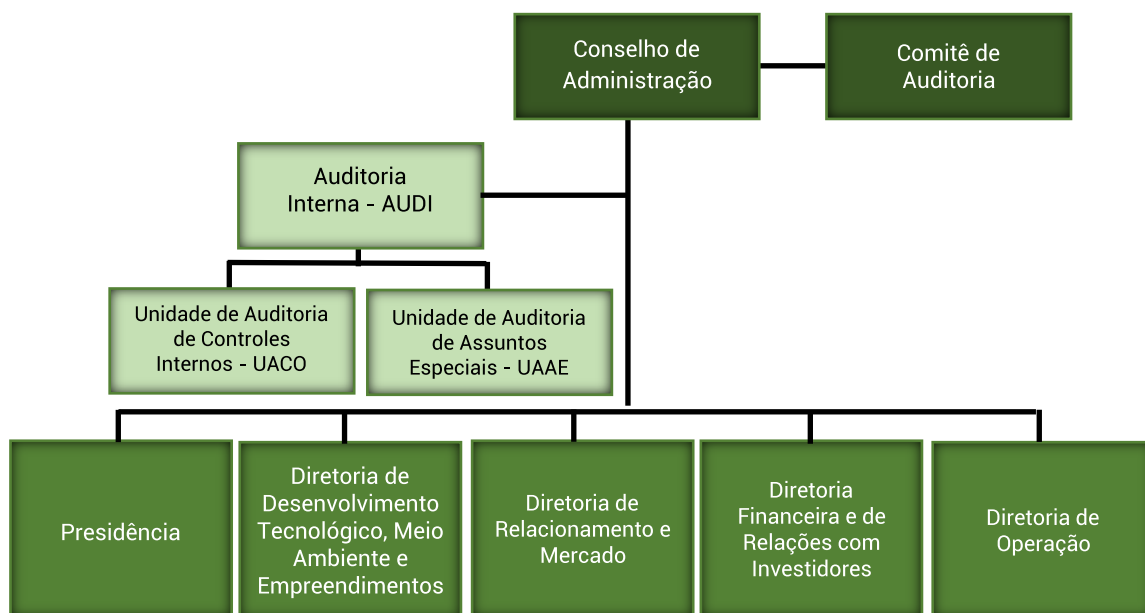 Conselho de
Administração
Comitê de
Auditoria
Auditoria
Interna - AUDI
Unidade de Auditoria
de Controles
Internos - UACO
Unidade de Auditoria
de Assuntos
Especiais - UAAE
Presidência
Diretoria de
Desenvolvimento
Tecnológico, Meio
Ambiente e
Empreendimentos
Diretoria de
Relacionamento e
Mercado
Diretoria
Financeira e de
Relações com
Investidores
Diretoria de
Operação